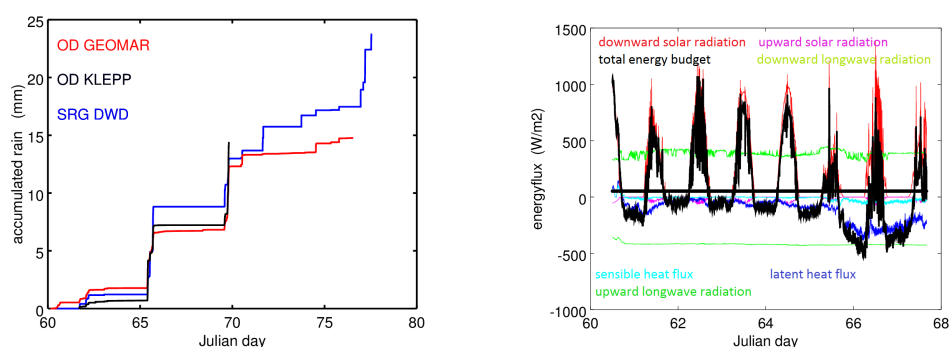 25
20
15
10
5
0
accumulated rain (mm)
OD GEOMAR
OD KLEPP
SRG DWD
60 65 70 75 80
Julian day
1500
1000
500
0
-500
-1000
energyflux (W/m2)
downward solar radiation upward solar radiation
total energy budget downward longwave radiation
sensible heat flux latent heat flux
upward longwave radiation
60 62 64 66 68
Julian day